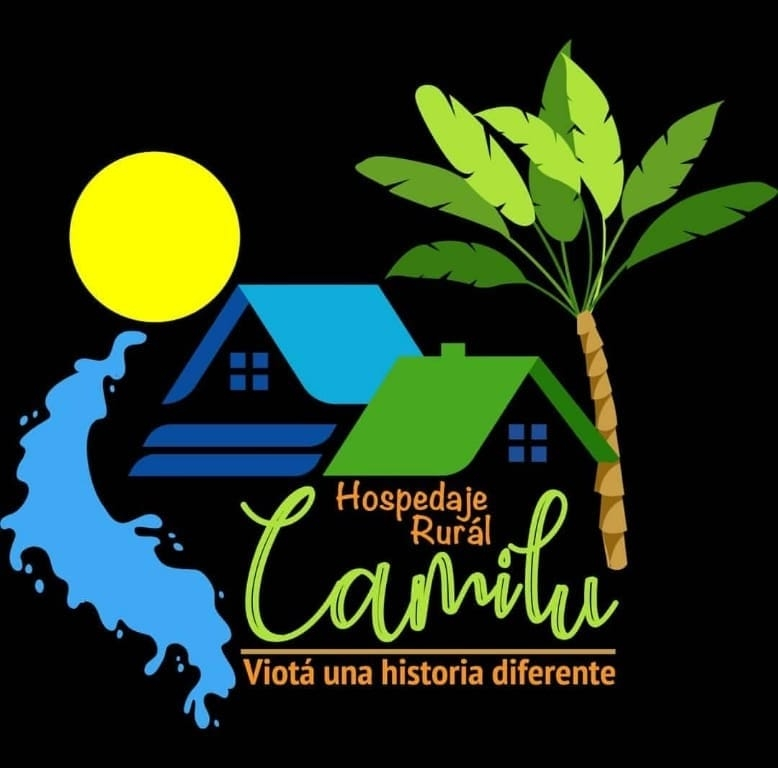 Hospedaje
Rurál
Camilu
Viotá una historia diferente